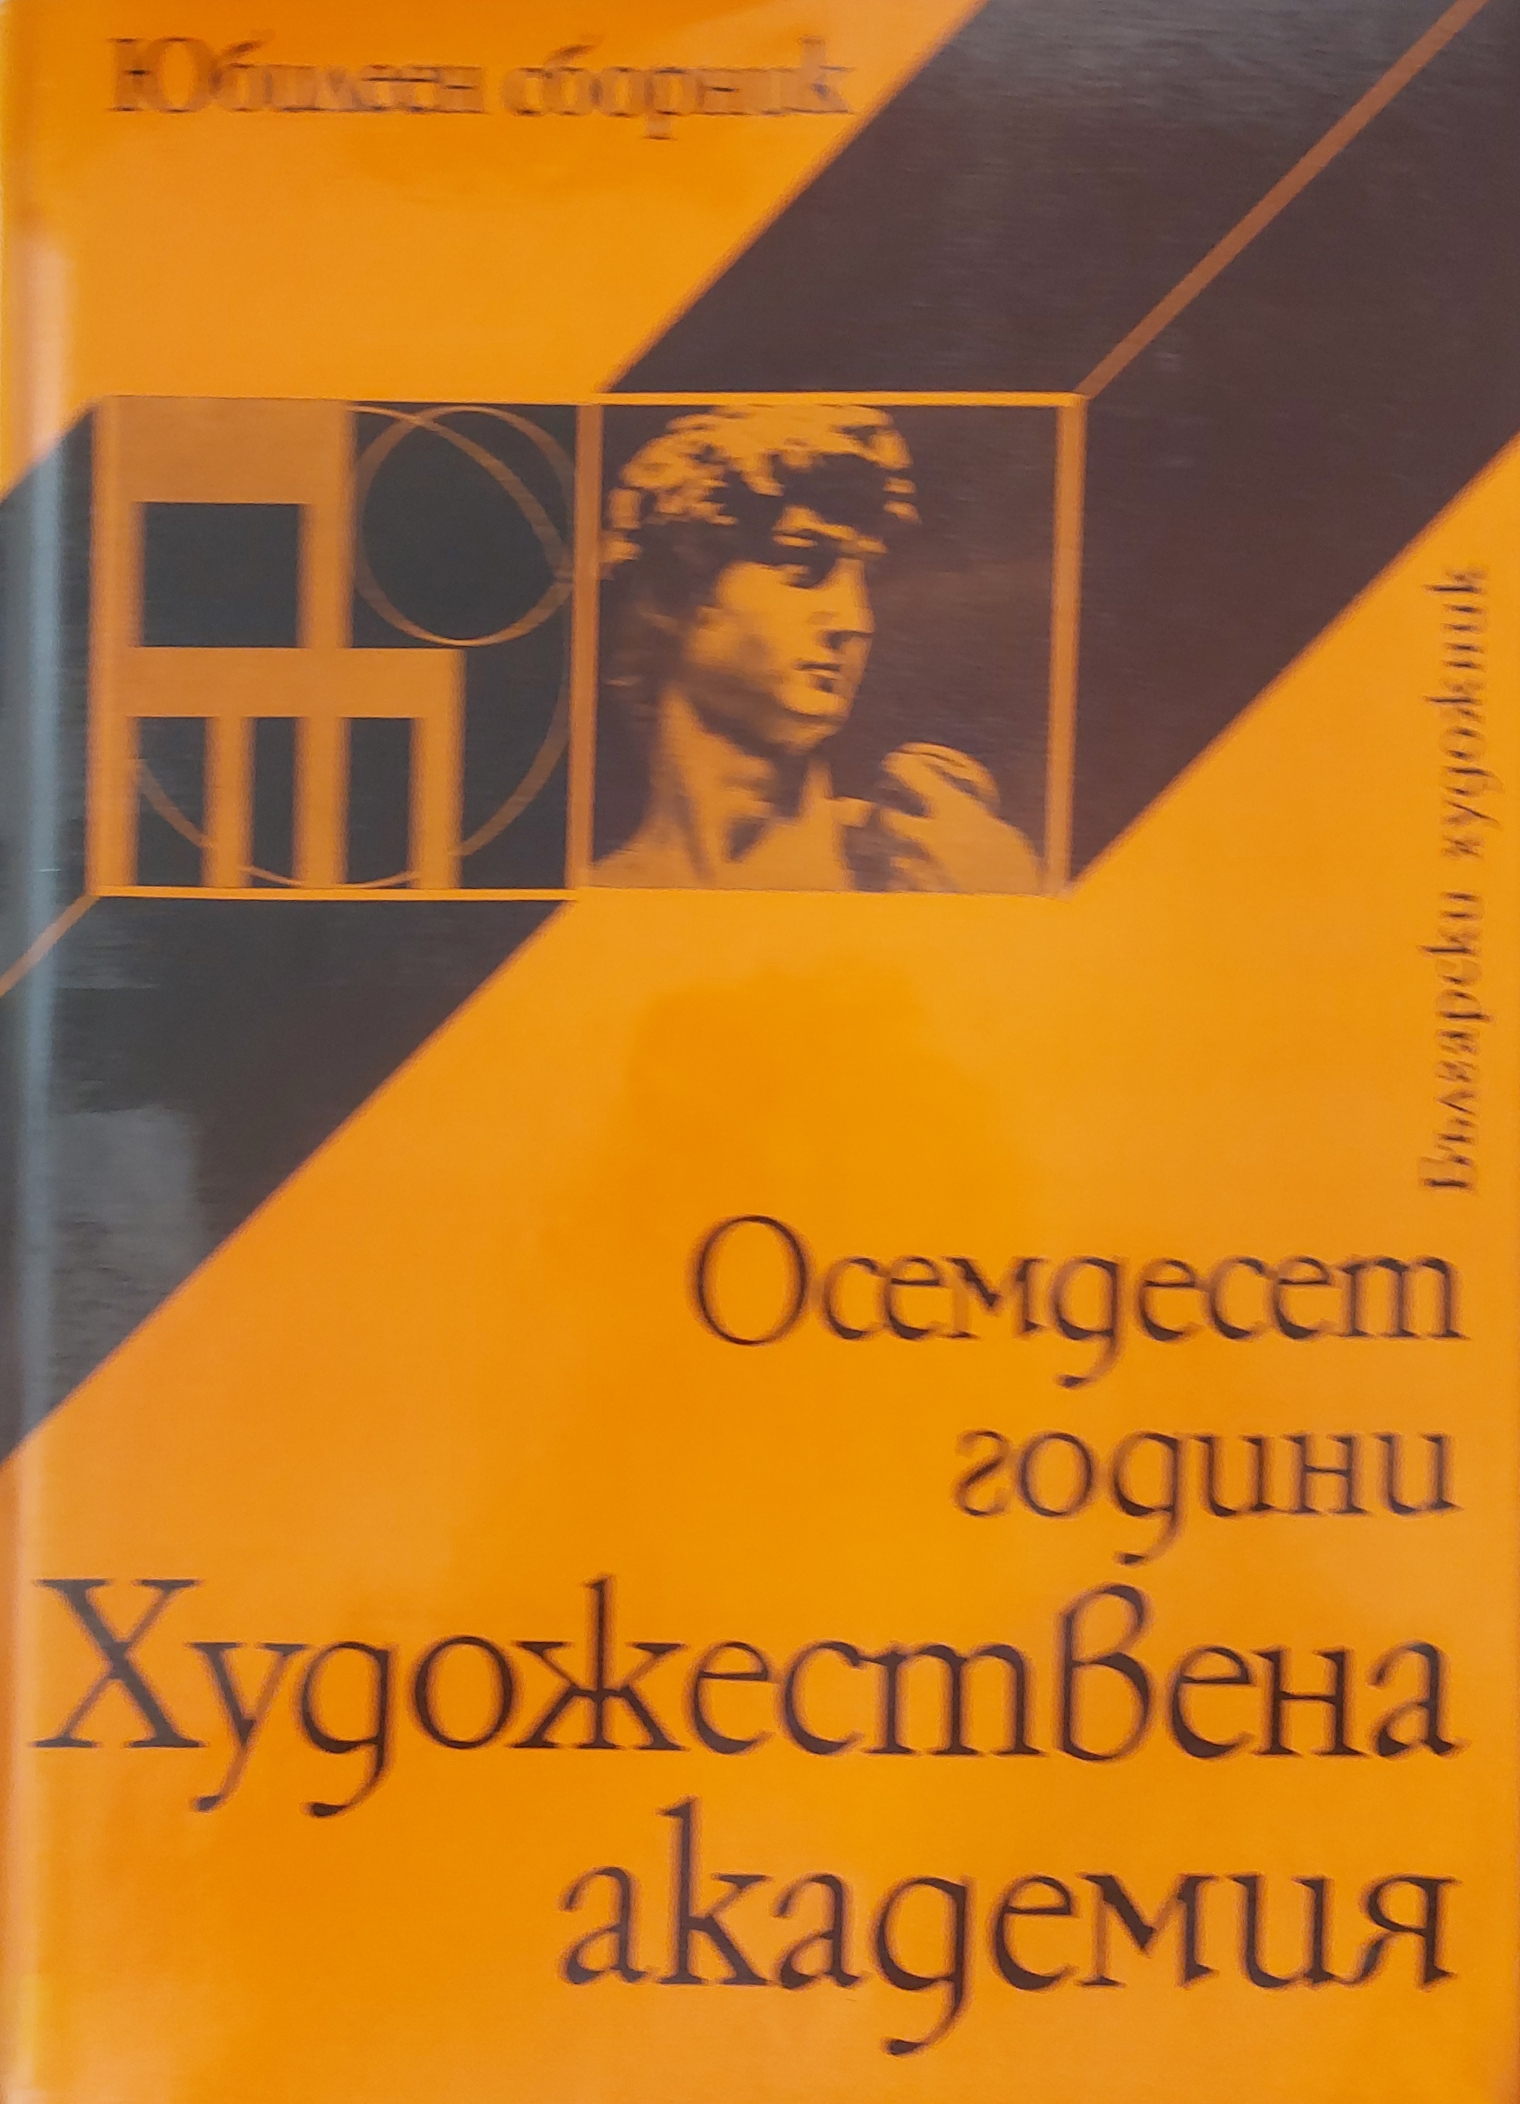 Юбилеен сборник
Български художник
Осемдесет
години
Художествена
академия